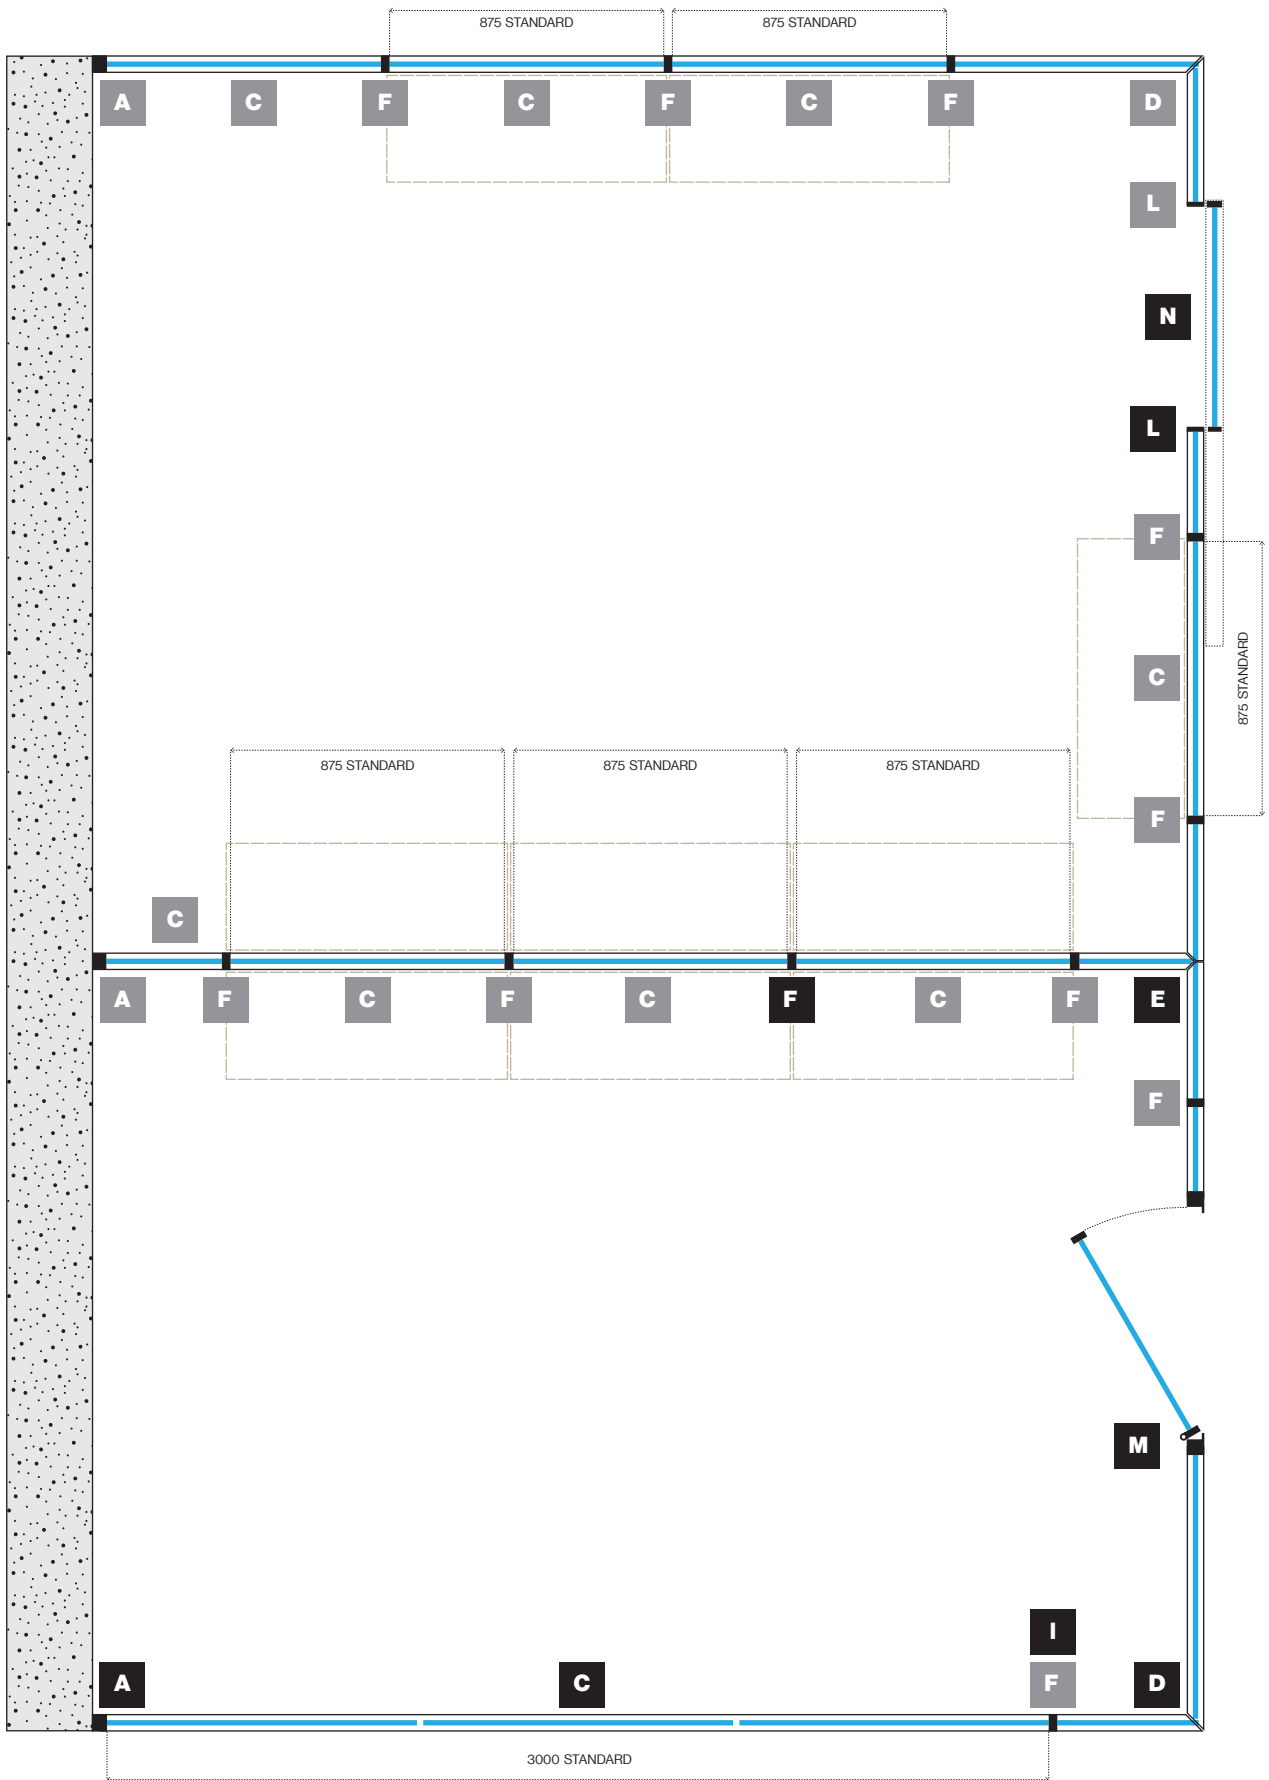 875 STANDARD 875 STANDARD
A C F C F C F D
L
N
L
F
C
875 STANDARD
F
875 STANDARD 875 STANDARD 875 STANDARD
C
A F C F C F C F E
F
M
I
A C F D
3000 STANDARD